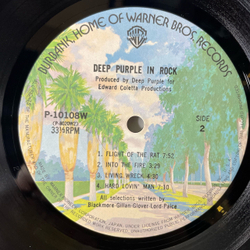 BURBANK, HOME OF WARNER BROS. RECORDS
DEEP PURPLE IN ROCK
Produced by Deep Purple for
Edward Coletta Productions
P-10108W
33⅓RPM
SIDE
2
1. FLIGHT OF THE RAT 7:52
2. INTO THE FIRE 3:29
3. LIVING WRECK 4:30
4. HARD LOVIN' MAN 7:10
All selections written by
Blackmore Gillan Glover Lord Paice